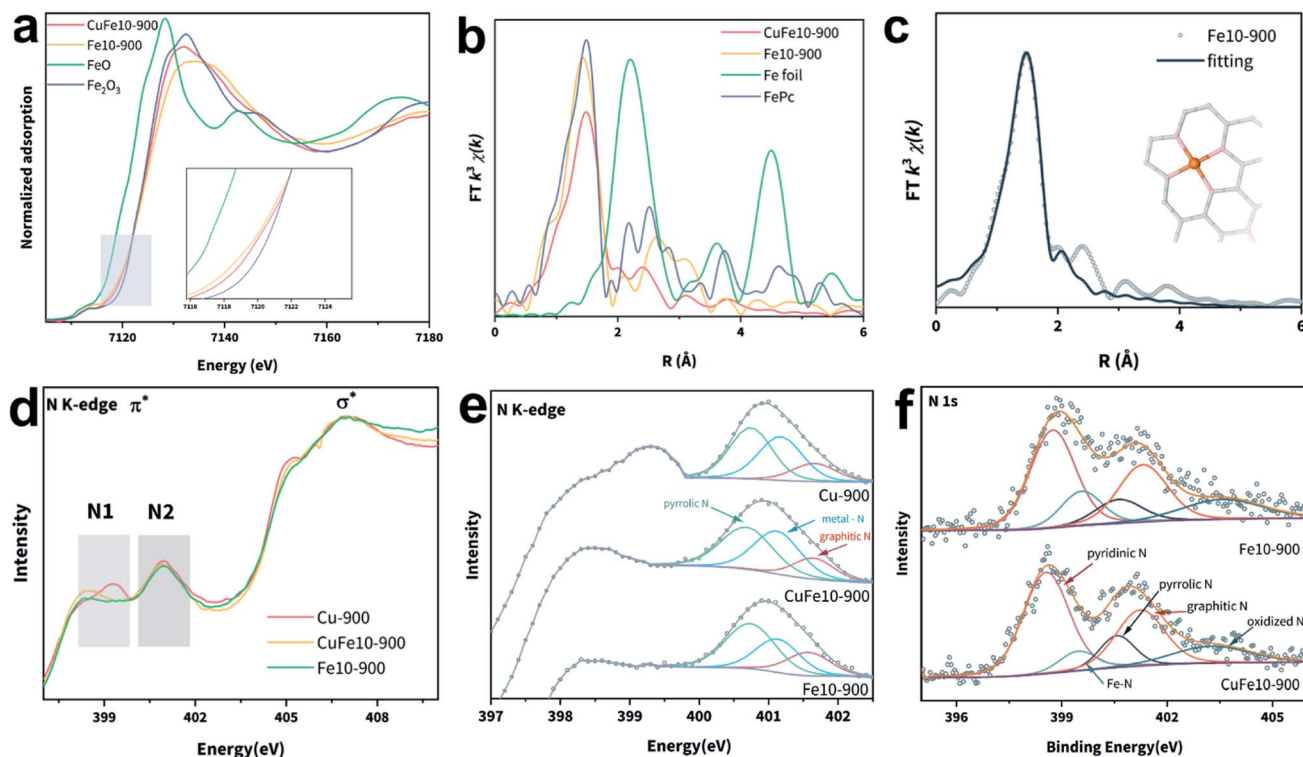 a
CuFe10-900
Fe10-900
FeO
Fe₂O₃
Normalized adsorption
7116 7118 7120 7122 7124
7120 7140 7160 7180
Energy (eV)
b
CuFe10-900
Fe10-900
Fe foil
FePc
FT k³ χ(k)
0 2 4 6
R (Å)
c
Fe10-900
fitting
FT k³ χ(k)
0 2 4 6
R (Å)
d
N K-edge π*
σ*
N1 N2
Intensity
Cu-900
CuFe10-900
Fe10-900
399 402 405 408
Energy(eV)
e
N K-edge
Cu-900
pyrrolic N
metal - N
graphitic N
CuFe10-900
Fe10-900
Intensity
397 398 399 400 401 402
Energy(eV)
f
N 1s
Fe10-900
pyridinic N
pyrrolic N
graphitic N
oxidized N
Fe-N
CuFe10-900
Intensity
396 399 402 405
Binding Energy(eV)